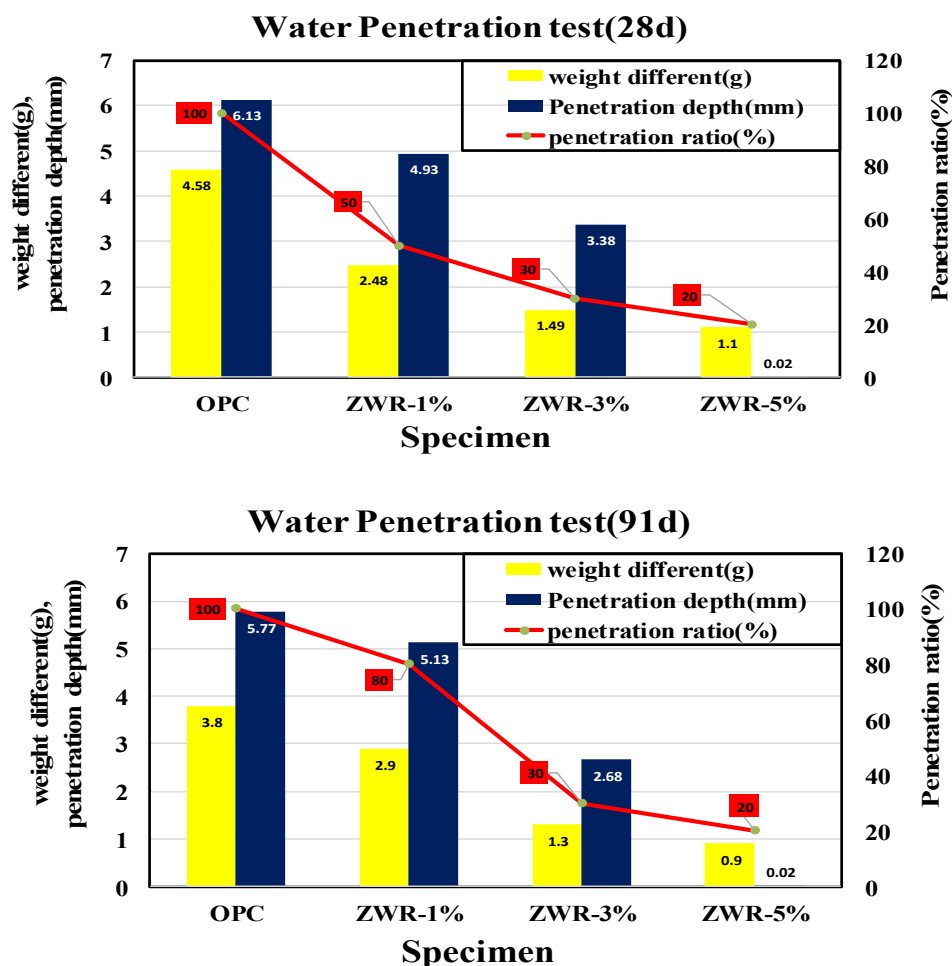 Water Penetration test(28d)
weight different(g),
penetration depth(mm)
7
6
5
4
3
2
1
0
120
100
80
60
40
20
0
Penetration ratio(%)
weight different(g)
Penetration depth(mm)
penetration ratio(%)
100
6.13
4.58
50
4.93
2.48
30
3.38
1.49
20
1.1
0.02
OPC
ZWR-1%
ZWR-3%
ZWR-5%
Specimen
Water Penetration test(91d)
weight different(g),
penetration depth(mm)
7
6
5
4
3
2
1
0
120
100
80
60
40
20
0
Penetration ratio(%)
weight different(g)
Penetration depth(mm)
penetration ratio(%)
100
5.77
3.8
80
5.13
2.9
30
2.68
1.3
20
0.9
0.02
OPC
ZWR-1%
ZWR-3%
ZWR-5%
Specimen